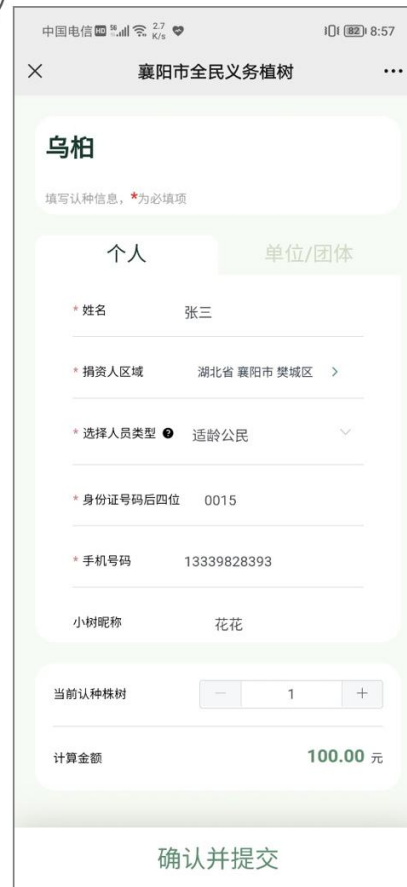 中国电信 HD 5G 2.7 K/s 82 8:57
襄阳市全民义务植树
乌桕
填写认种信息，*为必填项
个人 单位/团体
* 姓名 张三
* 捐资人区域 湖北省 襄阳市 樊城区 >
* 选择人员类型 ? 适龄公民
* 身份证号码后四位 0015
* 手机号码 13339828393
小树昵称 花花
当前认种株树 － 1 +
计算金额 100.00 元
确认并提交